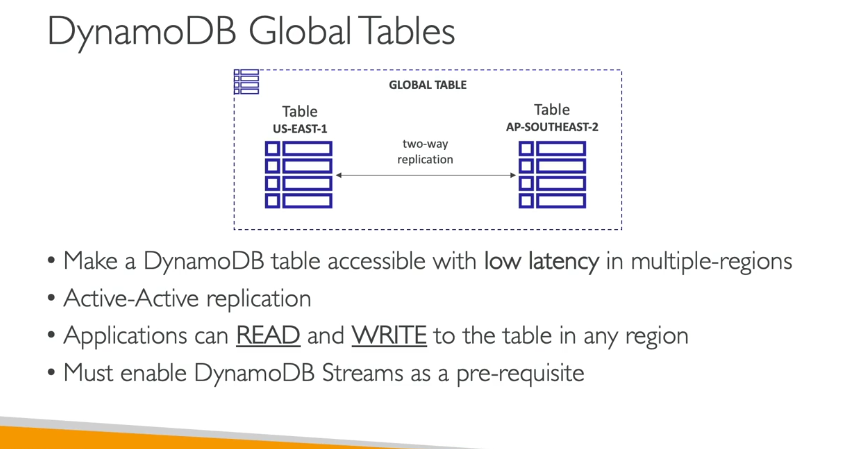 DynamoDB Global Tables
GLOBAL TABLE
Table
US-EAST-1
Table
AP-SOUTHEAST-2
two-way
replication
• Make a DynamoDB table accessible with low latency in multiple-regions
• Active-Active replication
• Applications can READ and WRITE to the table in any region
• Must enable DynamoDB Streams as a pre-requisite